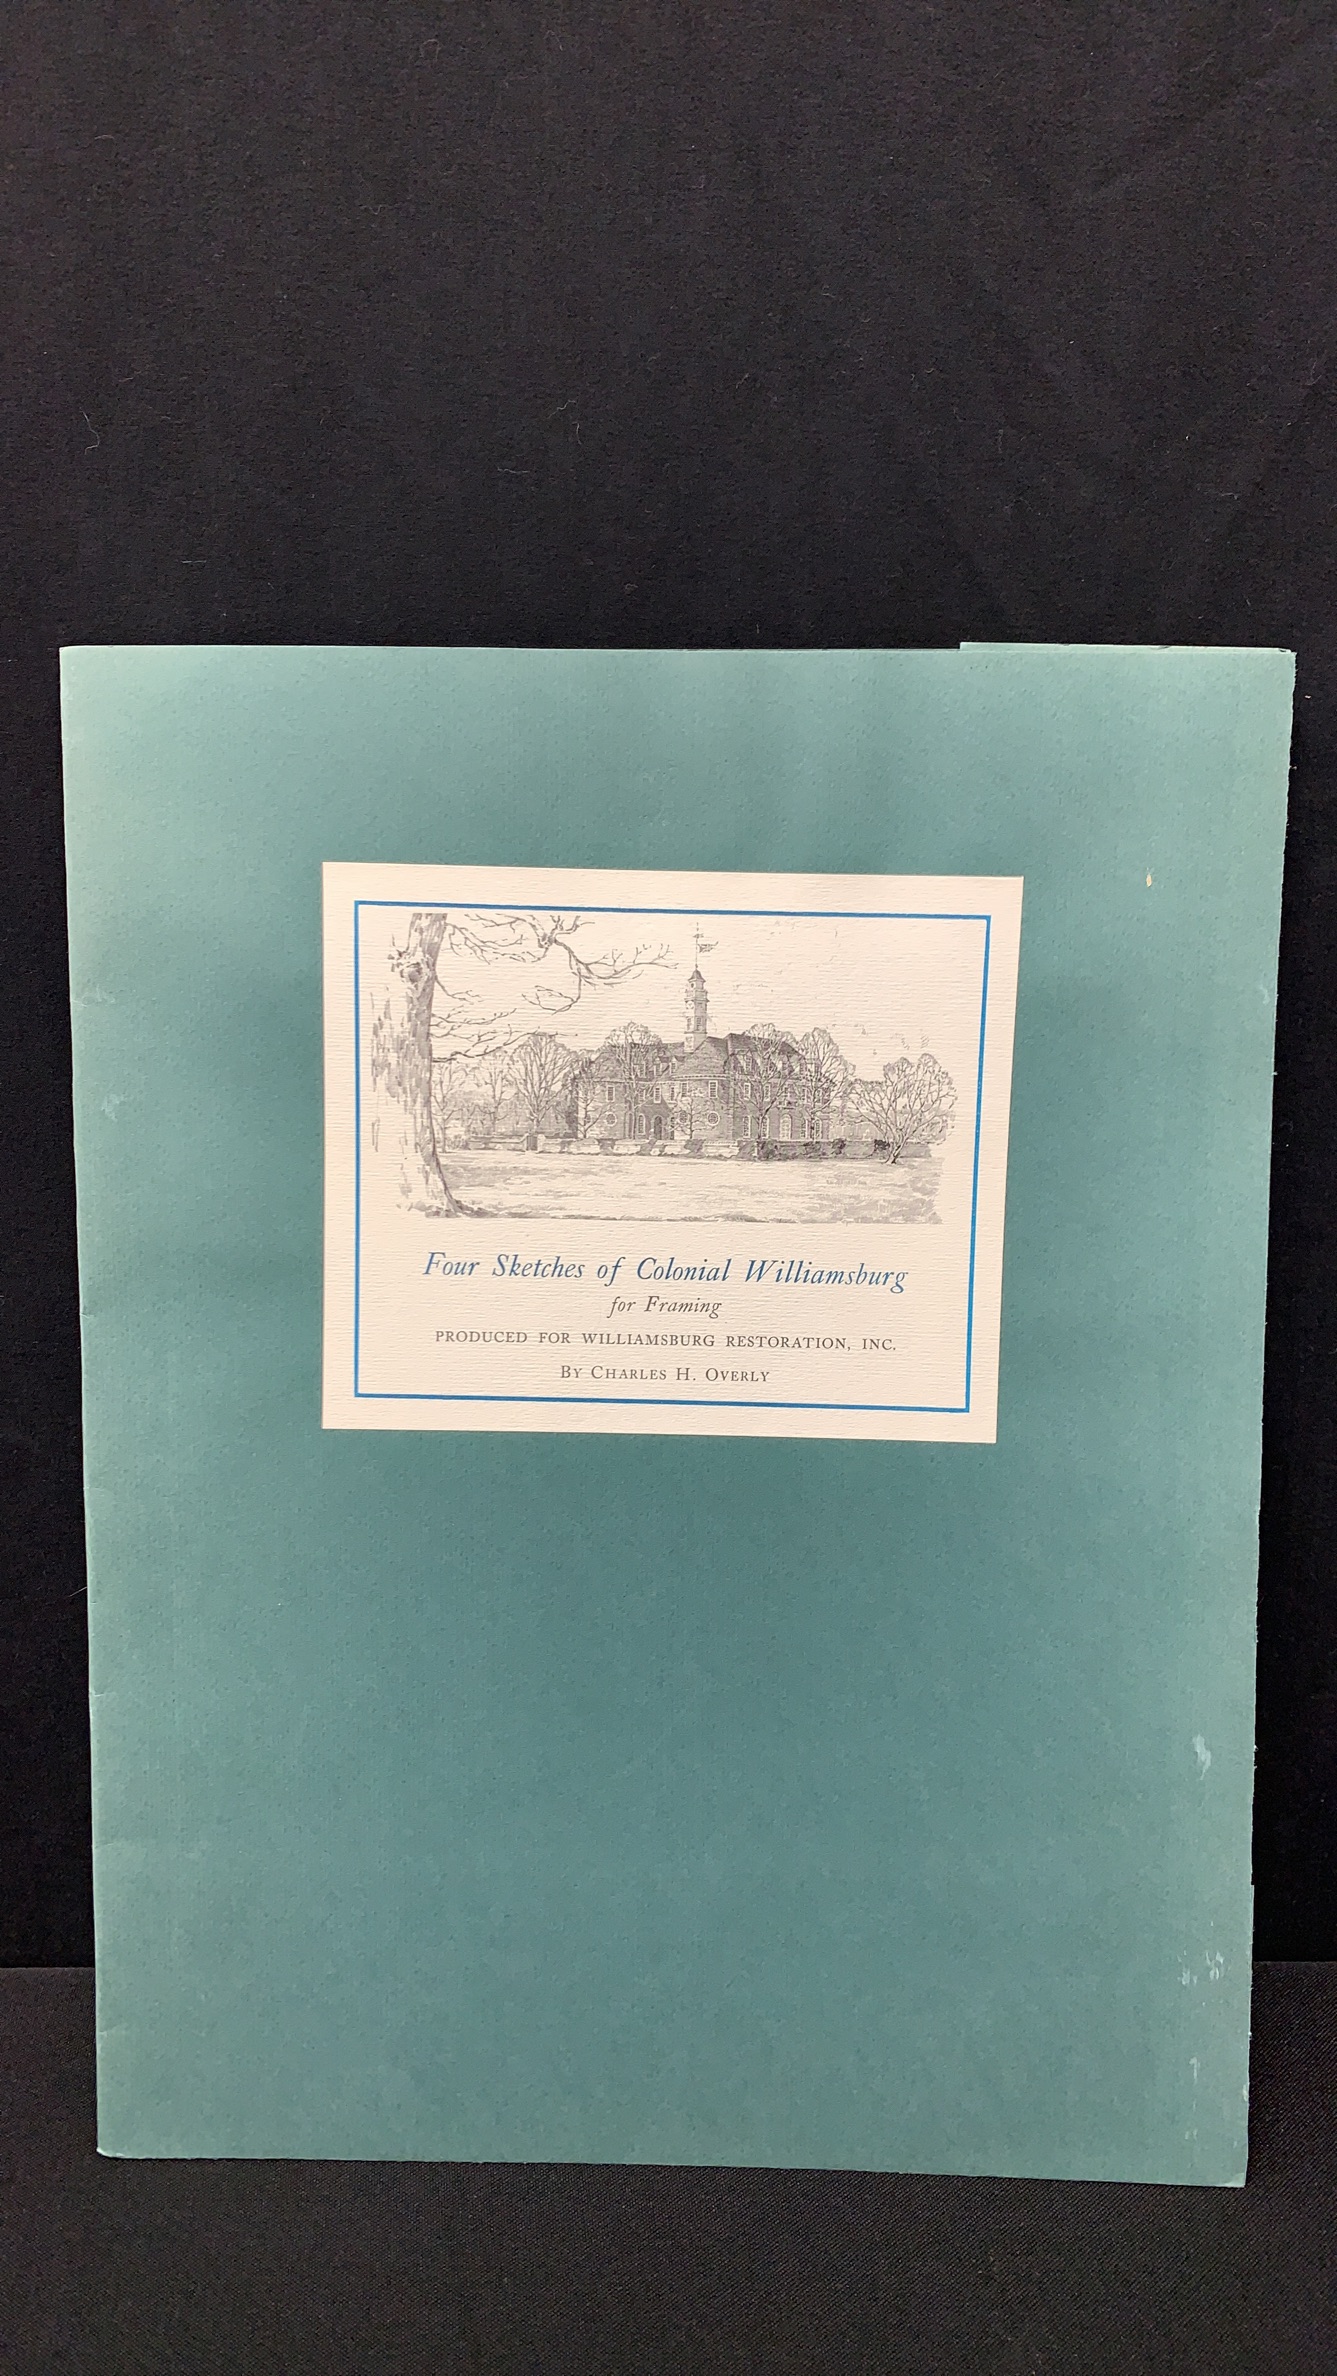 Four Sketches of Colonial Williamsburg
for Framing
PRODUCED FOR WILLIAMSBURG RESTORATION, INC.
By Charles H. Overly